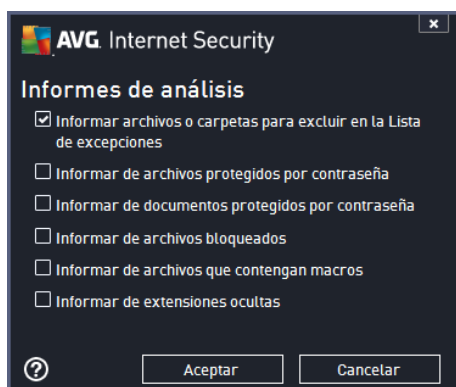 AVG. Internet Security
x
Informes de análisis
Informar archivos o carpetas para excluir en la Lista
de excepciones
Informar de archivos protegidos por contraseña
Informar de documentos protegidos por contraseña
Informar de archivos bloqueados
Informar de archivos que contengan macros
Informar de extensiones ocultas
?
Aceptar
Cancelar